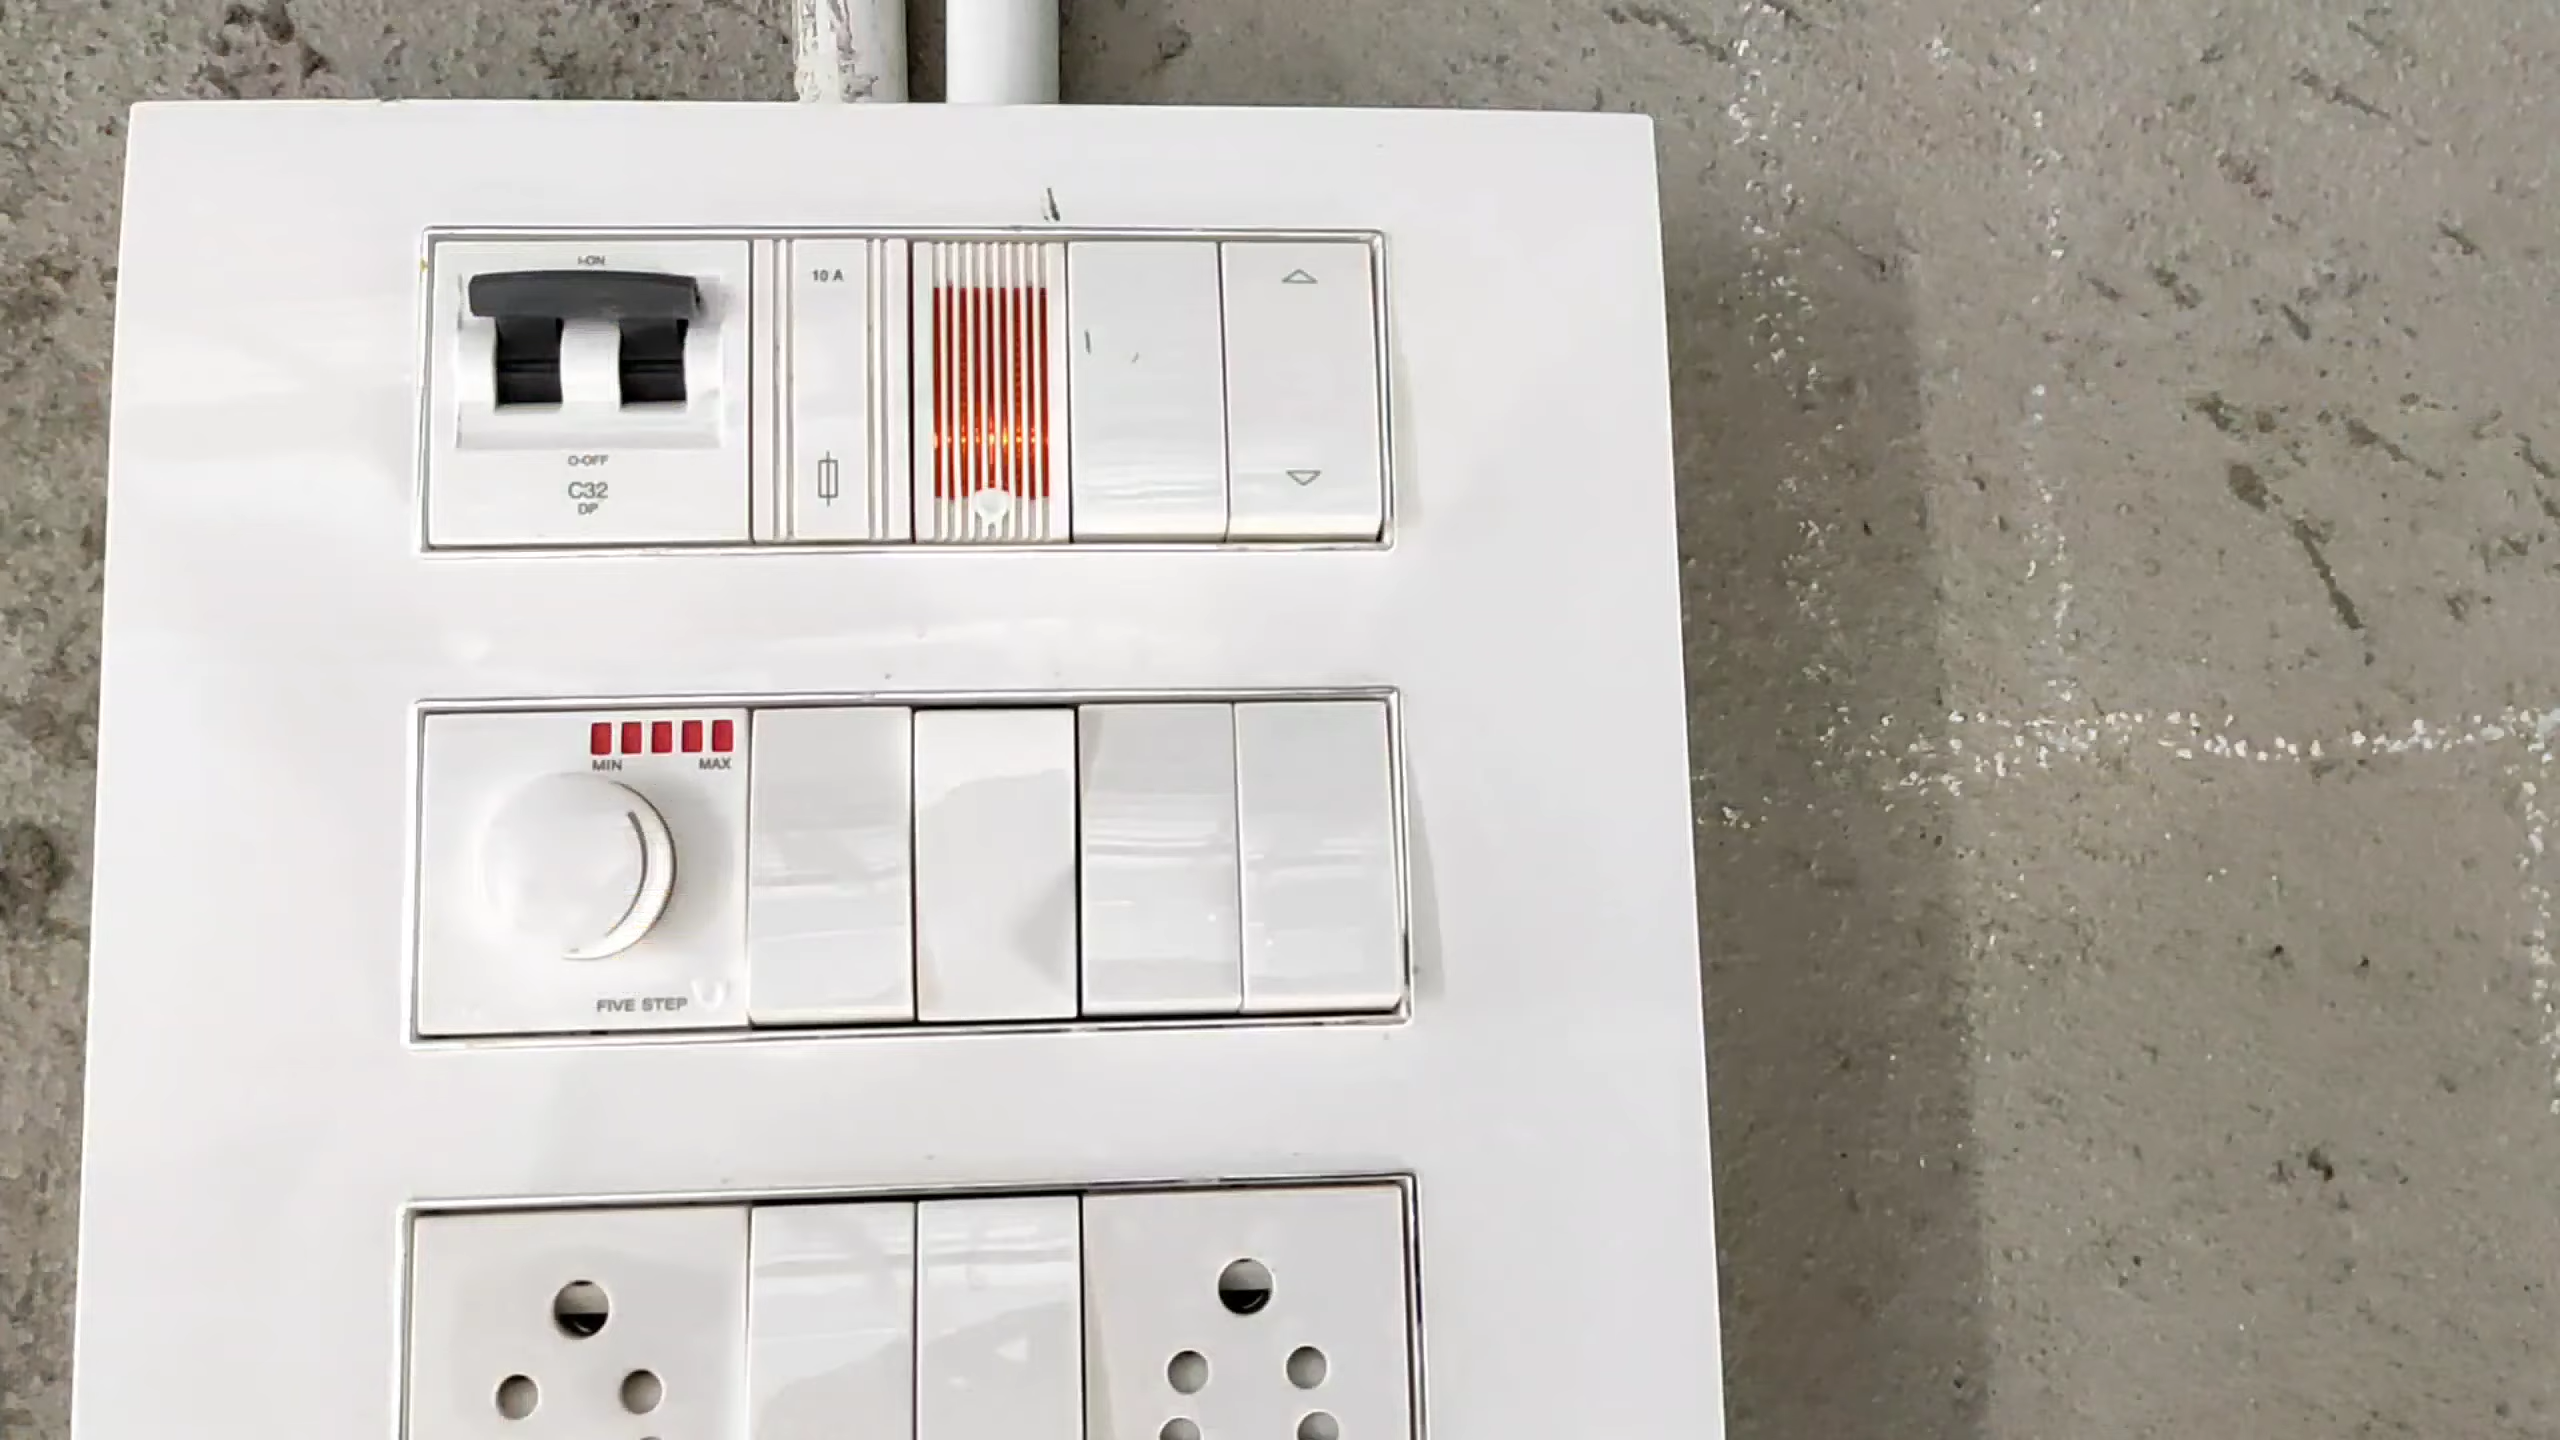 I-ON
10 A
O-OFF
C32
DP
MIN MAX
FIVE STEP